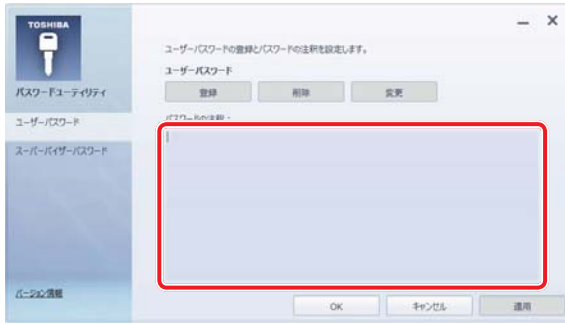 TOSHIBA
パスワードユーティリティ
ユーザーパスワード
スーパーバイザーパスワード
バージョン情報
ユーザーパスワードの登録とパスワードの注釈を設定します。
ユーザーパスワード
登録 削除 変更
パスワードの注釈：
OK キャンセル 適用